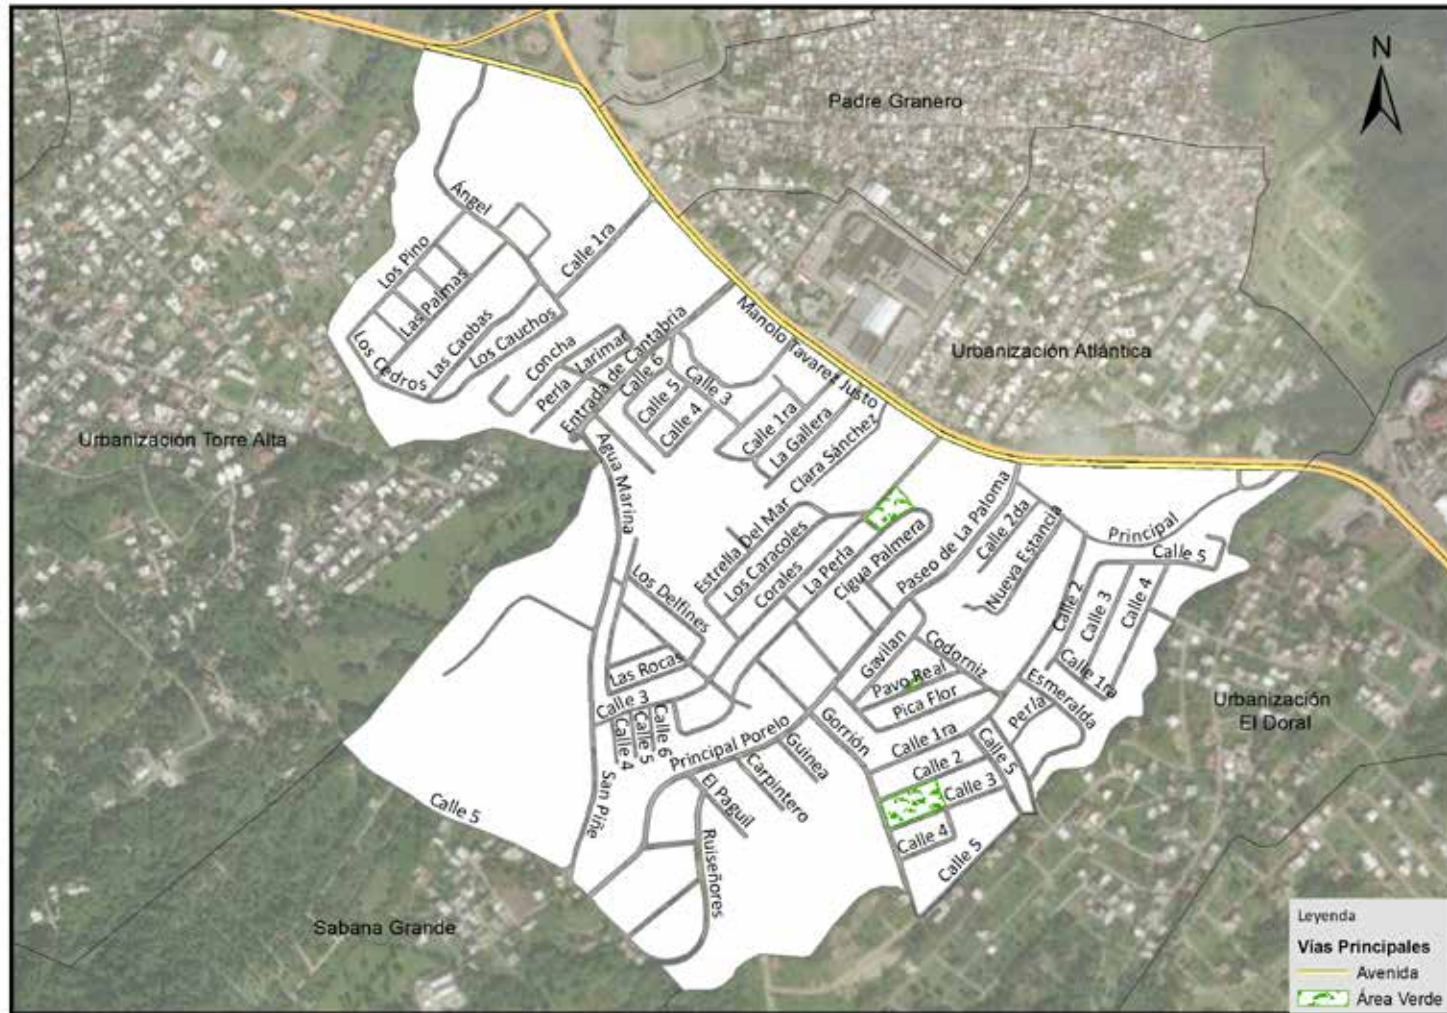 N
Padre Granero
Ángel
Los Pino
Calle 1ra
Las Palmas
Manolo Tavarez Justo
Urbanización Atlántica
Las Caobas
Los Cauchos
Los Cedros
Concha
Larimar
Perla
Entrada de Cantabria
Calle 6
Calle 5
Calle 4
Calle 3
Calle 1ra
La Gallera
Clara Sánchez
Urbanización Torre Alta
Agua Marina
Estrella Del Mar
Los Caracoles
Corales
La Perla
Cigua Palmera
Paseo de La Paloma
Calle 2da
Nueva Estancia
Principal
Calle 5
Calle 2
Calle 3
Calle 4
Calle 1ra
Los Delfines
Las Rocas
Calle 3
Calle 6
Calle 5
Calle 4
Gavilan
Codorniz
Pavo Real
Pica Flor
Esmeralda
Perla
Urbanización
El Doral
Gorrión
Principal Porelo
Guinea
Carpintero
El Paguil
Calle 1ra
Calle 2
Calle 5
Calle 3
Calle 4
Calle 5
San Piñe
Calle 5
Ruiseñores
Sabana Grande
Leyenda
Vías Principales
Avenida
Área Verde